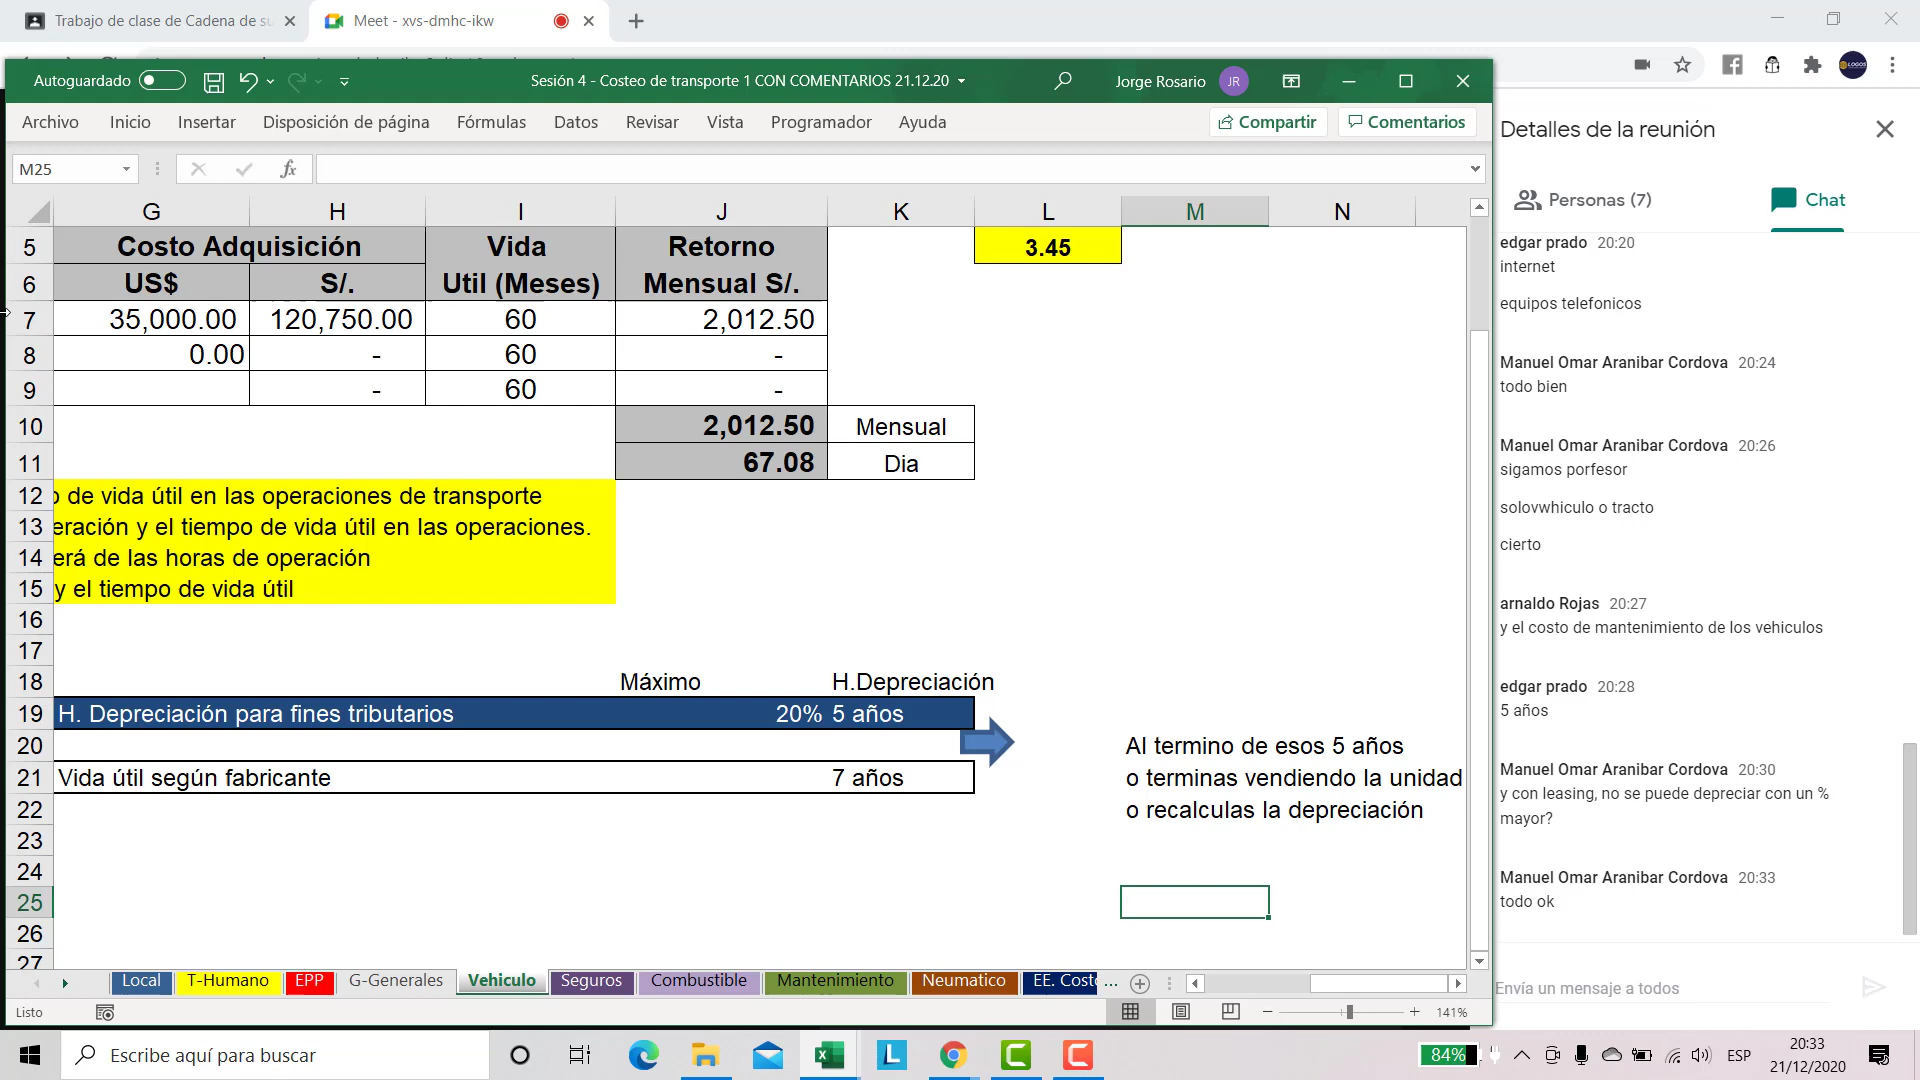 Trabajo de clase de Cadena de su
Meet - xvs-dmhc-ikw
Autoguardado
Sesión 4 - Costeo de transporte 1 CON COMENTARIOS 21.12.20
Jorge Rosario JR
Archivo Inicio Insertar Disposición de página Fórmulas Datos Revisar Vista Programador Ayuda Compartir Comentarios
M25 fx
G H I J K L M N
5 Costo Adquisición Vida Retorno 3.45
6 US$ S/. Util (Meses) Mensual S/.
7 35,000.00 120,750.00 60 2,012.50
8 0.00 - 60 -
9 - 60 -
10 2,012.50 Mensual
11 67.08 Dia
12 o de vida útil en las operaciones de transporte
13 eración y el tiempo de vida útil en las operaciones.
14 erá de las horas de operación
15 y el tiempo de vida útil
16
17
18 Máximo H.Depreciación
19 H. Depreciación para fines tributarios 20% 5 años
20 Al termino de esos 5 años
21 Vida útil según fabricante 7 años o terminas vendiendo la unidad
22 o recalculas la depreciación
23
24
25
26
27
Local T-Humano EPP G-Generales Vehiculo Seguros Combustible Mantenimiento Neumatico EE. Costo ...
Listo 141%
Detalles de la reunión
Personas (7) Chat
edgar prado 20:20
internet
equipos telefonicos
Manuel Omar Aranibar Cordova 20:24
todo bien
Manuel Omar Aranibar Cordova 20:26
sigamos porfesor
solovwhiculo o tracto
cierto
arnaldo Rojas 20:27
y el costo de mantenimiento de los vehiculos
edgar prado 20:28
5 años
Manuel Omar Aranibar Cordova 20:30
y con leasing, no se puede depreciar con un %
mayor?
Manuel Omar Aranibar Cordova 20:33
todo ok
Envía un mensaje a todos
Escribe aquí para buscar
84% ESP
20:33
21/12/2020